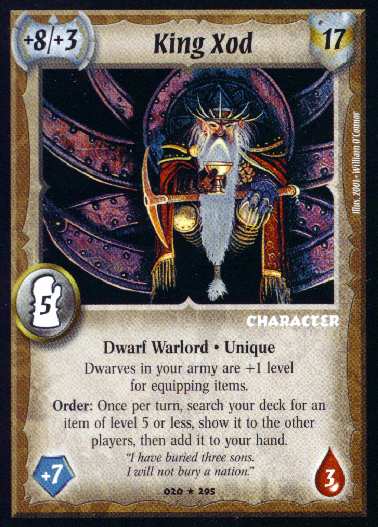 +8/+3
King Xod
17
Illus. 2001 • William O'Connor
5
CHARACTER
Dwarf Warlord • Unique
Dwarves in your army are +1 level
for equipping items.
Order: Once per turn, search your deck for an
item of level 5 or less, show it to the other
players, then add it to your hand.
"I have buried three sons.
I will not bury a nation."
+7
020 ★ 295
3